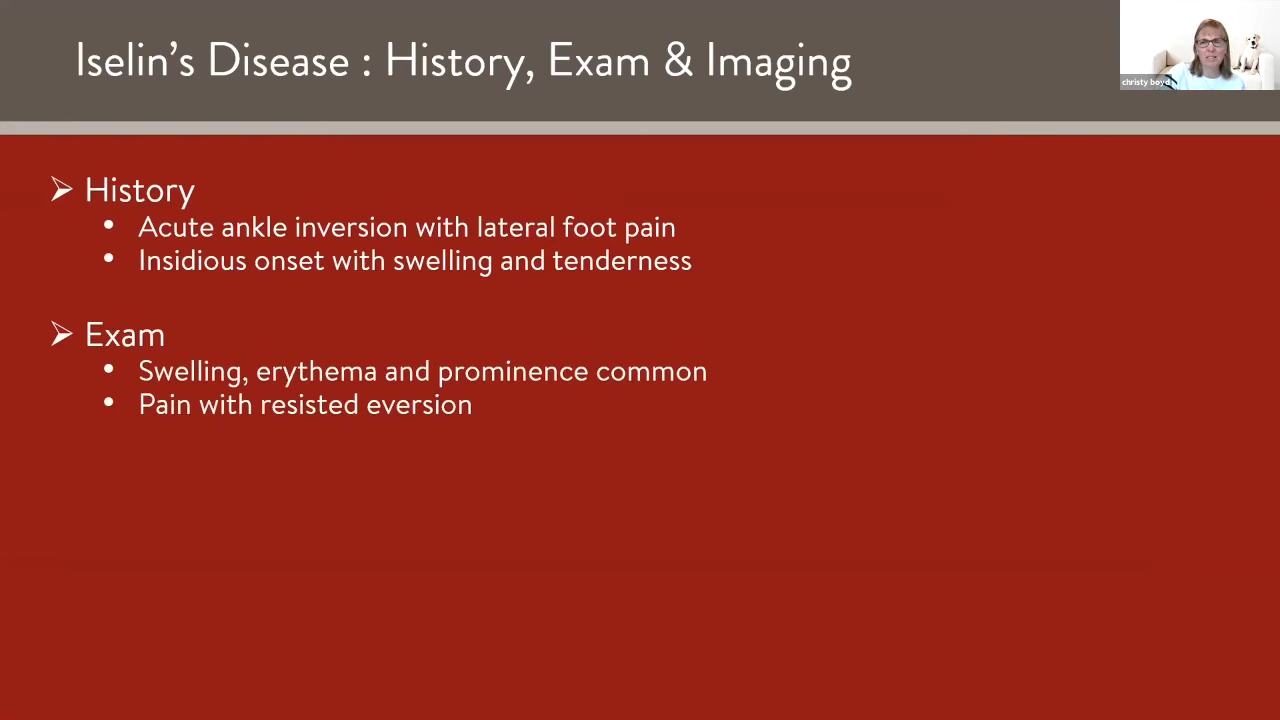 Iselin's Disease : History, Exam & Imaging
christy boyd
➢ History
• Acute ankle inversion with lateral foot pain
• Insidious onset with swelling and tenderness
➢ Exam
• Swelling, erythema and prominence common
• Pain with resisted eversion